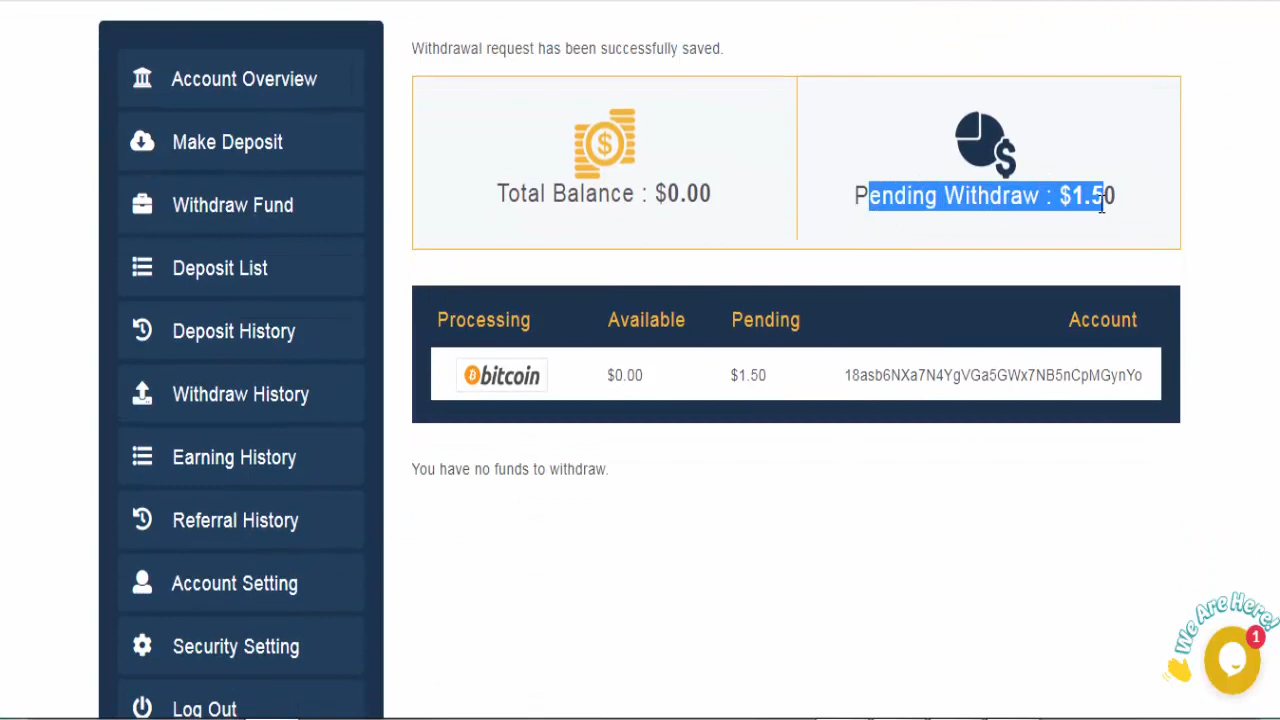 Account Overview
Make Deposit
Withdraw Fund
Deposit List
Deposit History
Withdraw History
Earning History
Referral History
Account Setting
Security Setting
Log Out
Withdrawal request has been successfully saved.
Total Balance : $0.00
Pending Withdraw : $1.50
Processing Available Pending Account
bitcoin $0.00 $1.50 18asb6NXa7N4YgVGa5GWx7NB5nCpMGynYo
You have no funds to withdraw.
We Are Here!
1